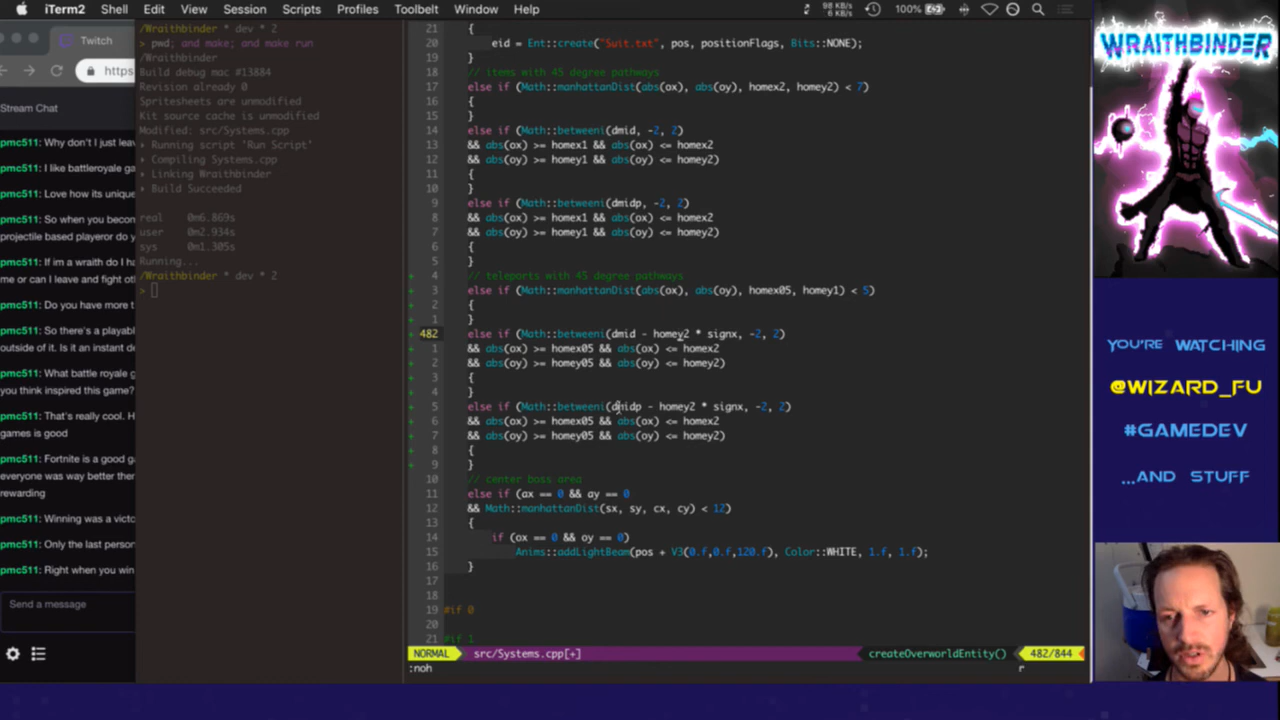 iTerm2 Shell Edit View Session Scripts Profiles Toolbelt Window Help
98 KB/s
6 KB/s
100%
Twitch
https
Stream Chat
pmc511: Why don't I just leav
pmc511: I like battleroyale ga
pmc511: Love how its unique
pmc511: So when you becom
projectile based playeror do y
pmc511: If im a wraith do I ha
me or can I leave and fight oth
pmc511: Do you have more t
pmc511: So there's a playabl
outside of it. Is it an instant de
pmc511: What battle royale g
you think inspired this game?
pmc511: That's really cool. H
games is good
pmc511: Fortnite is a good ga
everyone was way better then
rewarding
pmc511: Winning was a victo
pmc511: Only the last person
pmc511: Right when you win
Send a message
/Wraithbinder * dev * 2
> pwd; and make; and make run
/Wraithbinder
Build debug mac #13884
Revision already 0
Spritesheets are unmodified
Kit source cache is unmodified
Modified: src/Systems.cpp
▸ Running script 'Run Script'
▸ Compiling Systems.cpp
▸ Linking Wraithbinder
▸ Build Succeeded
real 0m6.869s
user 0m2.934s
sys 0m1.305s
Running...
/Wraithbinder * dev * 2
>
21 {
20 eid = Ent::create("Suit.txt", pos, positionFlags, Bits::NONE);
19 }
18 // items with 45 degree pathways
17 else if (Math::manhattanDist(abs(ox), abs(oy), homex2, homey2) < 7)
16 {
15 }
14 else if (Math::betweeni(dmid, -2, 2)
13 && abs(ox) >= homex1 && abs(ox) <= homex2
12 && abs(oy) >= homey1 && abs(oy) <= homey2)
11 {
10 }
9 else if (Math::betweeni(dmidp, -2, 2)
8 && abs(ox) >= homex1 && abs(ox) <= homex2
7 && abs(oy) >= homey1 && abs(oy) <= homey2)
6 {
5 }
+ 4 // teleports with 45 degree pathways
+ 3 else if (Math::manhattanDist(abs(ox), abs(oy), homex05, homey1) < 5)
+ 2 {
+ 1 }
+ 482 else if (Math::betweeni(dmid - homey2 * signx, -2, 2)
+ 1 && abs(ox) >= homex05 && abs(ox) <= homex2
+ 2 && abs(oy) >= homey05 && abs(oy) <= homey2)
+ 3 {
+ 4 }
+ 5 else if (Math::betweeni(dmidp - homey2 * signx, -2, 2)
+ 6 && abs(ox) >= homex05 && abs(ox) <= homex2
+ 7 && abs(oy) >= homey05 && abs(oy) <= homey2)
+ 8 {
+ 9 }
10 // center boss area
11 else if (ax == 0 && ay == 0
12 && Math::manhattanDist(sx, sy, cx, cy) < 12)
13 {
14 if (ox == 0 && oy == 0)
15 Anims::addLightBeam(pos + V3(0.f,0.f,120.f), Color::WHITE, 1.f, 1.f);
16 }
17
18
19 #if 0
20
21 #if 1
NORMAL src/Systems.cpp[+] createOverworldEntity() 482/844
:noh r
WRAITHBINDER
YOU'RE WATCHING
@WIZARD_FU
#GAMEDEV
...AND STUFF